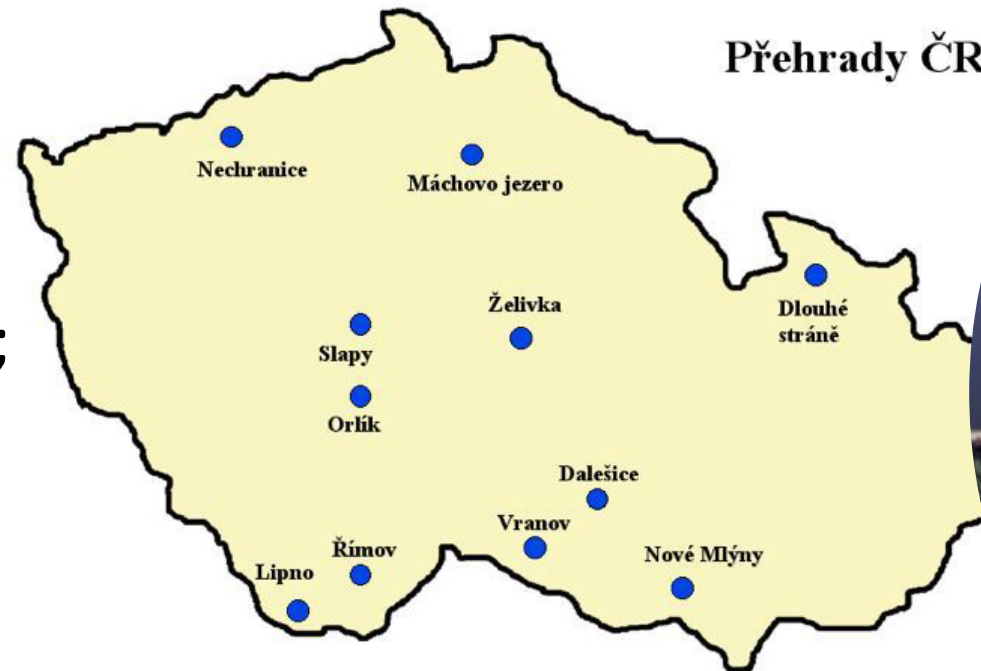 Přehrady ČR
Nechranice
Máchovo jezero
Želivka
Dlouhé
stráně
Slapy
;
Orlík
Dalešice
Vranov
Římov
Nové Mlýny
Lipno